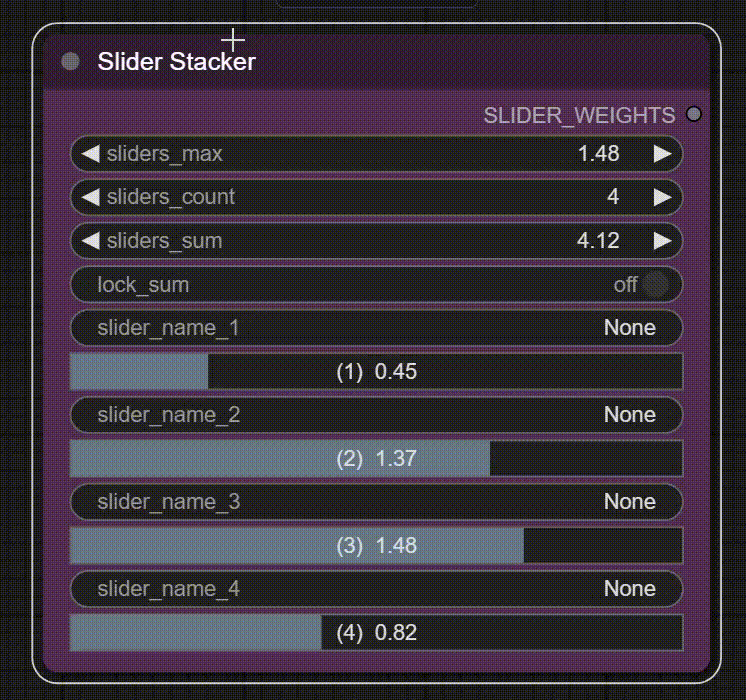 Slider Stacker
SLIDER_WEIGHTS
sliders_max 1.48
sliders_count 4
sliders_sum 4.12
lock_sum off
slider_name_1 None
(1) 0.45
slider_name_2 None
(2) 1.37
slider_name_3 None
(3) 1.48
slider_name_4 None
(4) 0.82